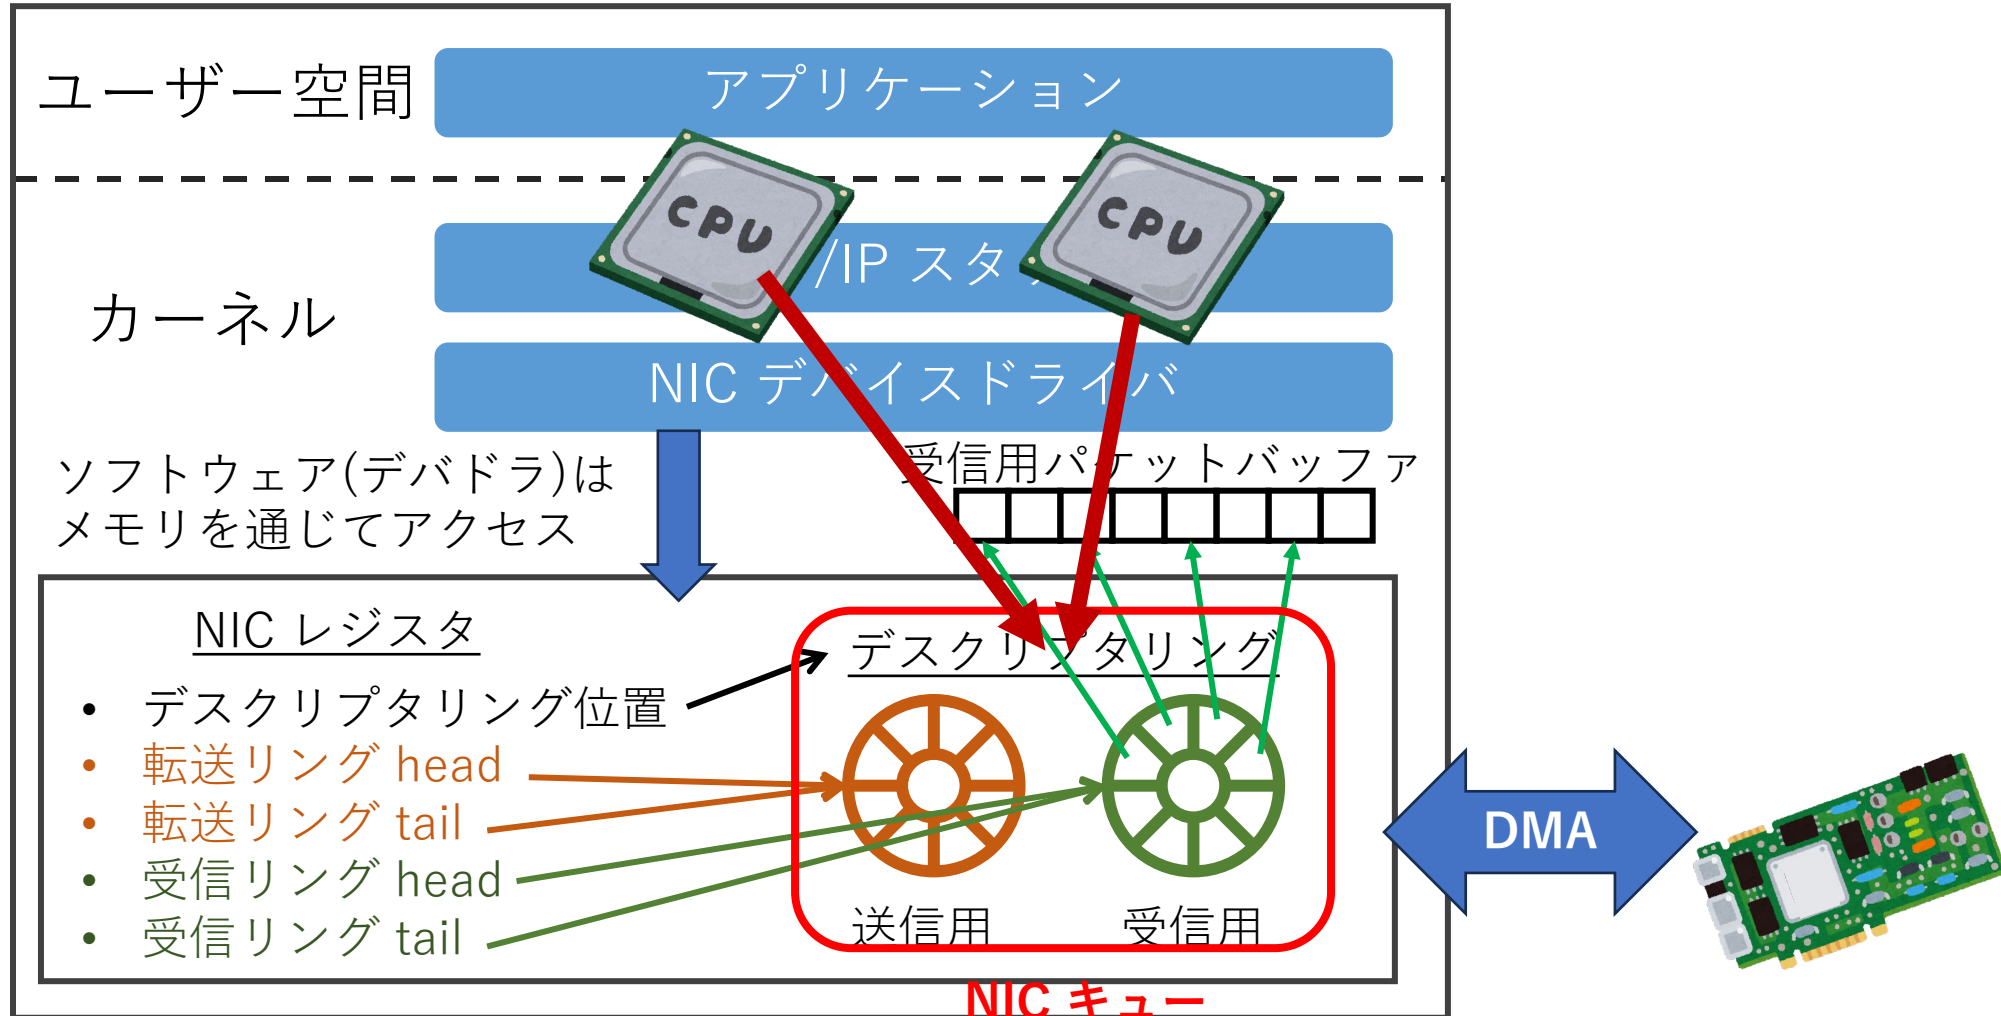 ユーザー空間
アプリケーション
CPU
CPU
カーネル
/IP スタ
NIC デバイスドライバ
ソフトウェア(デバドラ)は
メモリを通じてアクセス
受信用パケットバッファ
NIC レジスタ
• デスクリプタリング位置
• 転送リング head
• 転送リング tail
• 受信リング head
• 受信リング tail
デスクリプタリング
送信用
受信用
DMA
NIC キュー